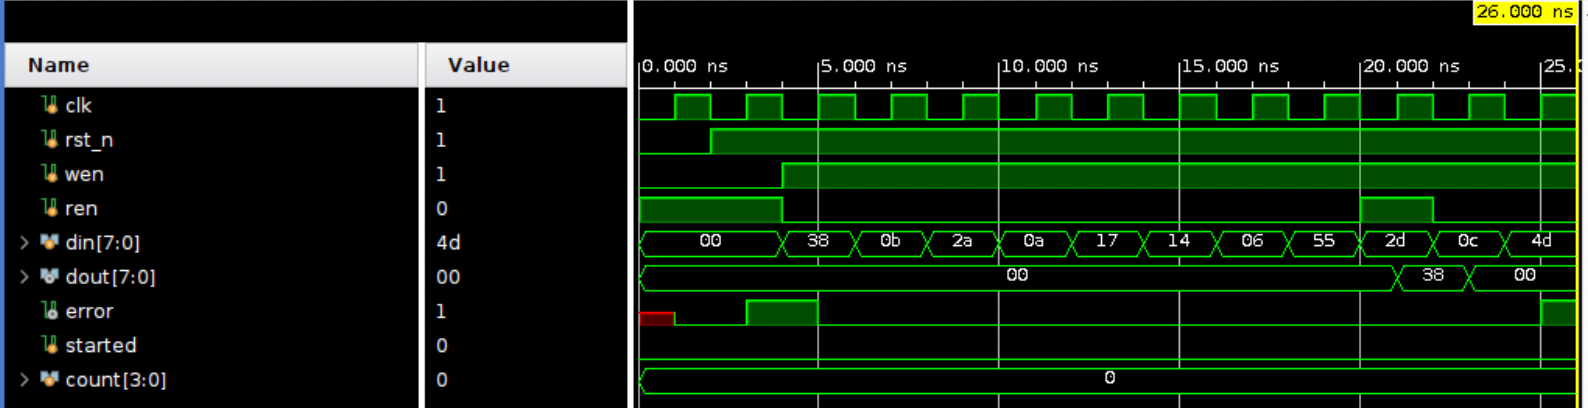 26.000 ns
Name Value 0.000 ns 5.000 ns 10.000 ns 15.000 ns 20.000 ns 25.
clk 1
rst_n 1
wen 1
ren 0
din[7:0] 4d 00 38 0b 2a 0a 17 14 06 55 2d 0c 4d
dout[7:0] 00 00 38 00
error 1
started 0
count[3:0] 0 0